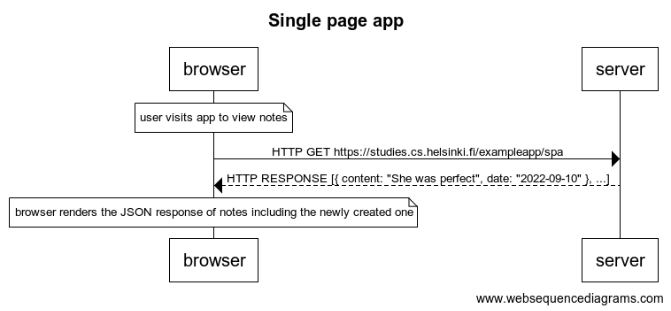 Single page app
browser
server
user visits app to view notes
HTTP GET https://studies.cs.helsinki.fi/exampleapp/spa
HTTP RESPONSE [{ content: "She was perfect", date: "2022-09-10" }, ...]
browser renders the JSON response of notes including the newly created one
browser
server
www.websequencediagrams.com